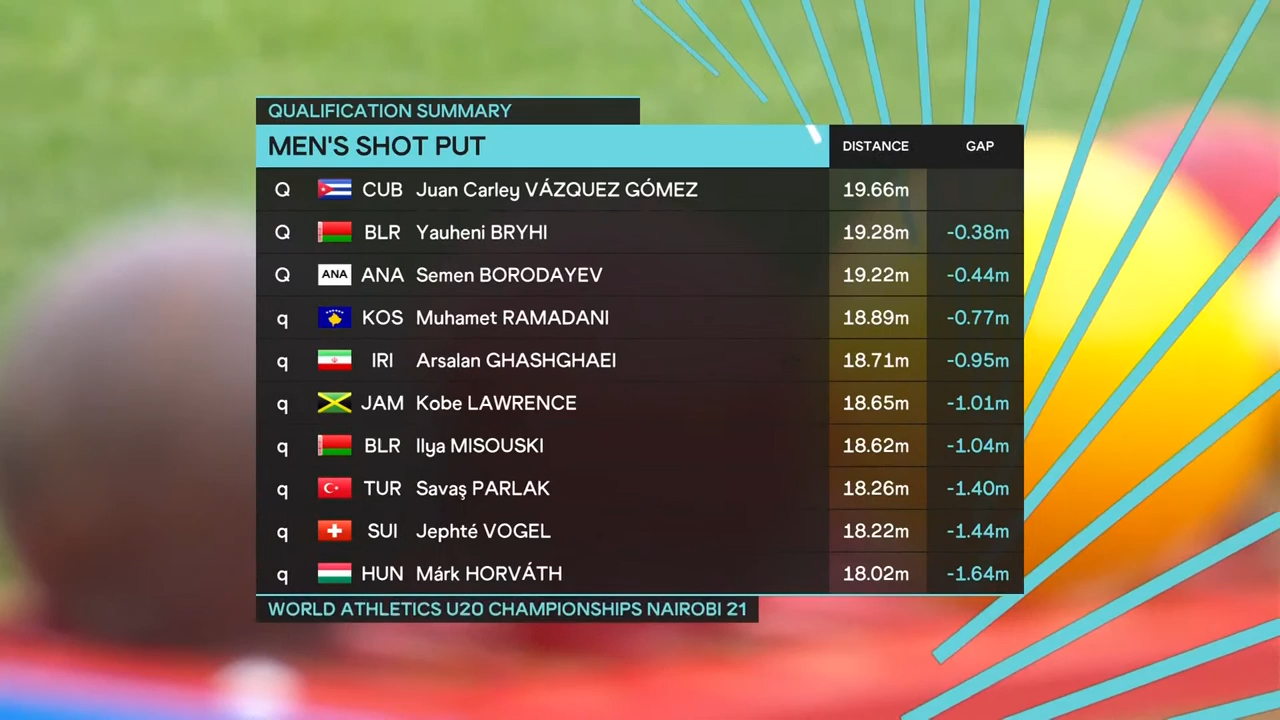 QUALIFICATION SUMMARY
MEN'S SHOT PUT DISTANCE GAP
Q CUB Juan Carley VÁZQUEZ GÓMEZ 19.66m
Q BLR Yauheni BRYHI 19.28m -0.38m
Q ANA ANA Semen BORODAYEV 19.22m -0.44m
q KOS Muhamet RAMADANI 18.89m -0.77m
q IRI Arsalan GHASHGHAEI 18.71m -0.95m
q JAM Kobe LAWRENCE 18.65m -1.01m
q BLR Ilya MISOUSKI 18.62m -1.04m
q TUR Savaş PARLAK 18.26m -1.40m
q SUI Jephté VOGEL 18.22m -1.44m
q HUN Márk HORVÁTH 18.02m -1.64m
WORLD ATHLETICS U20 CHAMPIONSHIPS NAIROBI 21